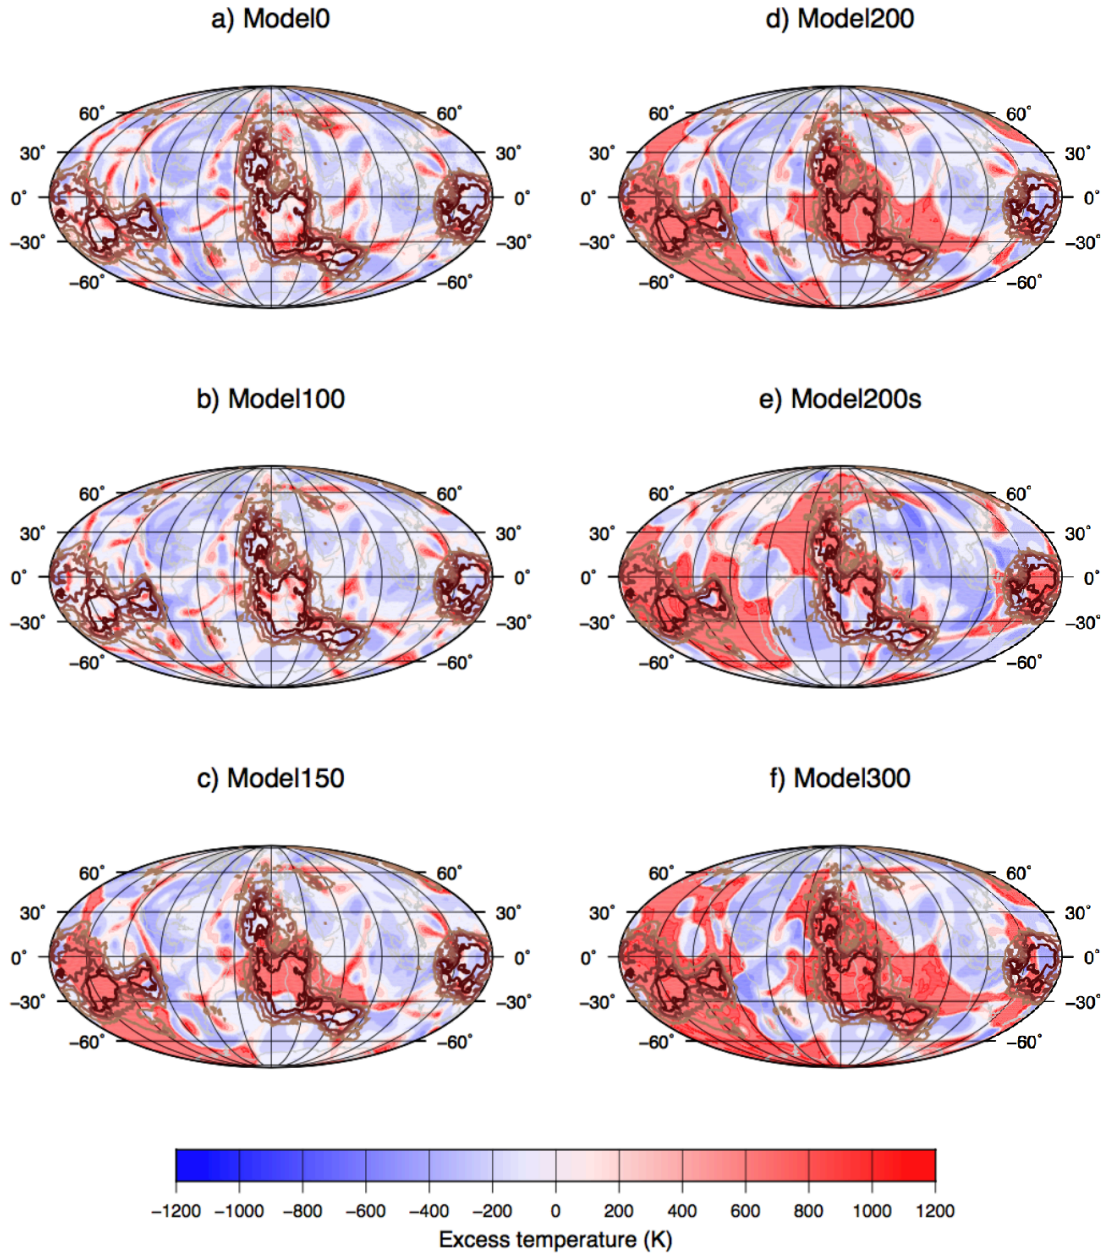 a) Model0
d) Model200
60° 60° 60° 60°
30° 30° 30° 30°
0° 0° 0° 0°
−30° −30° −30° −30°
−60° −60° −60° −60°
b) Model100
e) Model200s
60° 60° 60° 60°
30° 30° 30° 30°
0° 0° 0° 0°
−30° −30° −30° −30°
−60° −60° −60° −60°
c) Model150
f) Model300
60° 60° 60° 60°
30° 30° 30° 30°
0° 0° 0° 0°
−30° −30° −30° −30°
−60° −60° −60° −60°
−1200 −1000 −800 −600 −400 −200 0 200 400 600 800 1000 1200
Excess temperature (K)